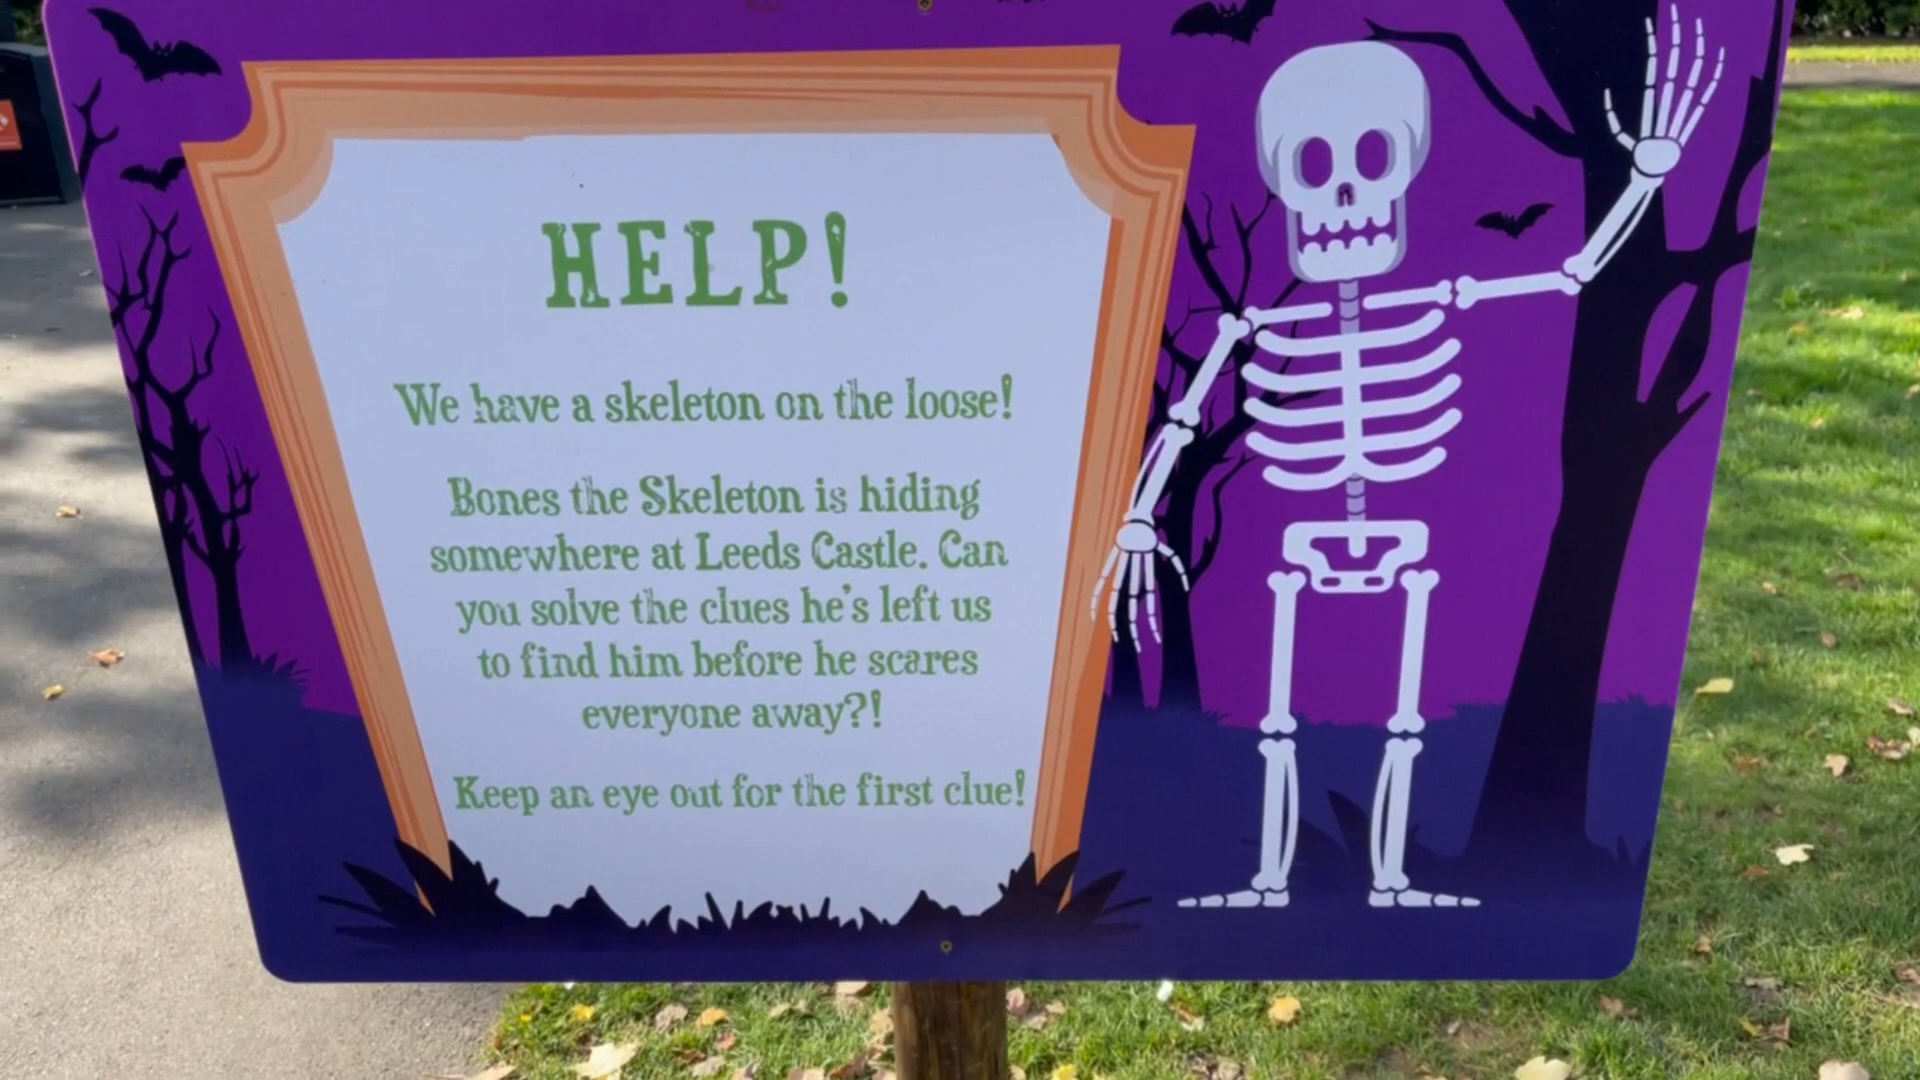 HELP!
We have a skeleton on the loose!
Bones the Skeleton is hiding
somewhere at Leeds Castle. Can
you solve the clues he's left us
to find him before he scares
everyone away?!
Keep an eye out for the first clue!